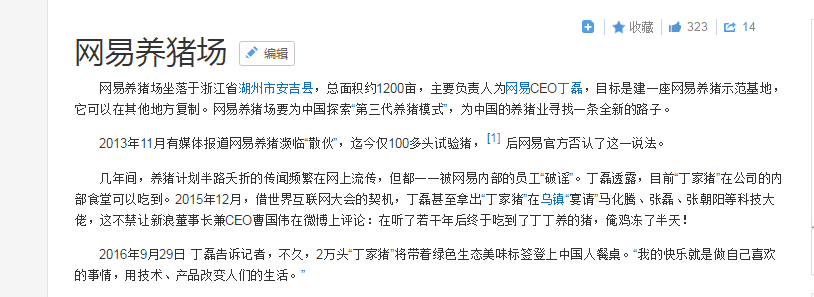 收藏 323 14
网易养猪场 编辑
网易养猪场坐落于浙江省湖州市安吉县，总面积约1200亩，主要负责人为网易CEO丁磊，目标是建一座网易养猪示范基地，
它可以在其他地方复制。网易养猪场要为中国探索“第三代养猪模式”，为中国的养猪业寻找一条全新的路子。
2013年11月有媒体报道网易养猪濒临“散伙”，迄今仅100多头试验猪，[1] 后网易官方否认了这一说法。
几年间，养猪计划半路夭折的传闻频繁在网上流传，但都一一被网易内部的员工“破谣”。丁磊透露，目前“丁家猪”在公司的内
部食堂可以吃到。2015年12月，借世界互联网大会的契机，丁磊甚至拿出“丁家猪”在乌镇“宴请”马化腾、张磊、张朝阳等科技大
佬，这不禁让新浪董事长兼CEO曹国伟在微博上评论：在听了若干年后终于吃到了丁丁养的猪，俺鸡冻了半天！
2016年9月29日 丁磊告诉记者，不久，2万头“丁家猪”将带着绿色生态美味标签登上中国人餐桌。“我的快乐就是做自己喜欢
的事情，用技术、产品改变人们的生活。”